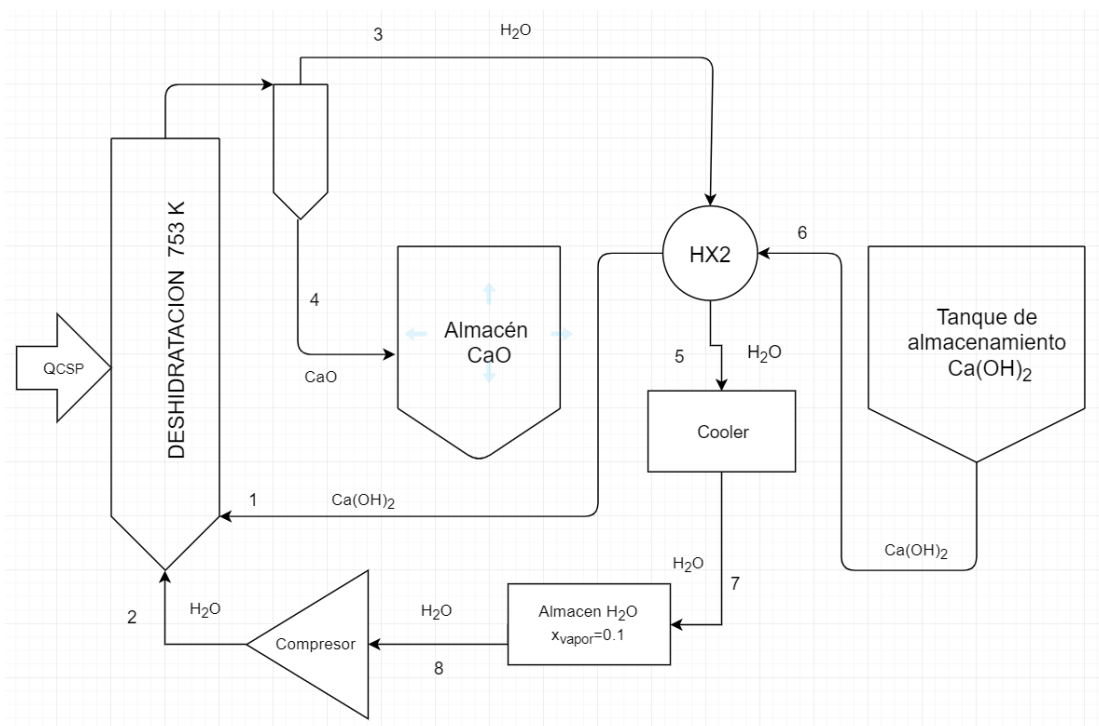 3
H₂O
DESHIDRATACION 753 K
QCSP
4
CaO
Almacén
CaO
HX2
6
Tanque de
almacenamiento
Ca(OH)₂
5
H₂O
Cooler
1
Ca(OH)₂
Ca(OH)₂
H₂O
7
2
H₂O
Compresor
H₂O
8
Almacen H₂O
xvapor=0.1